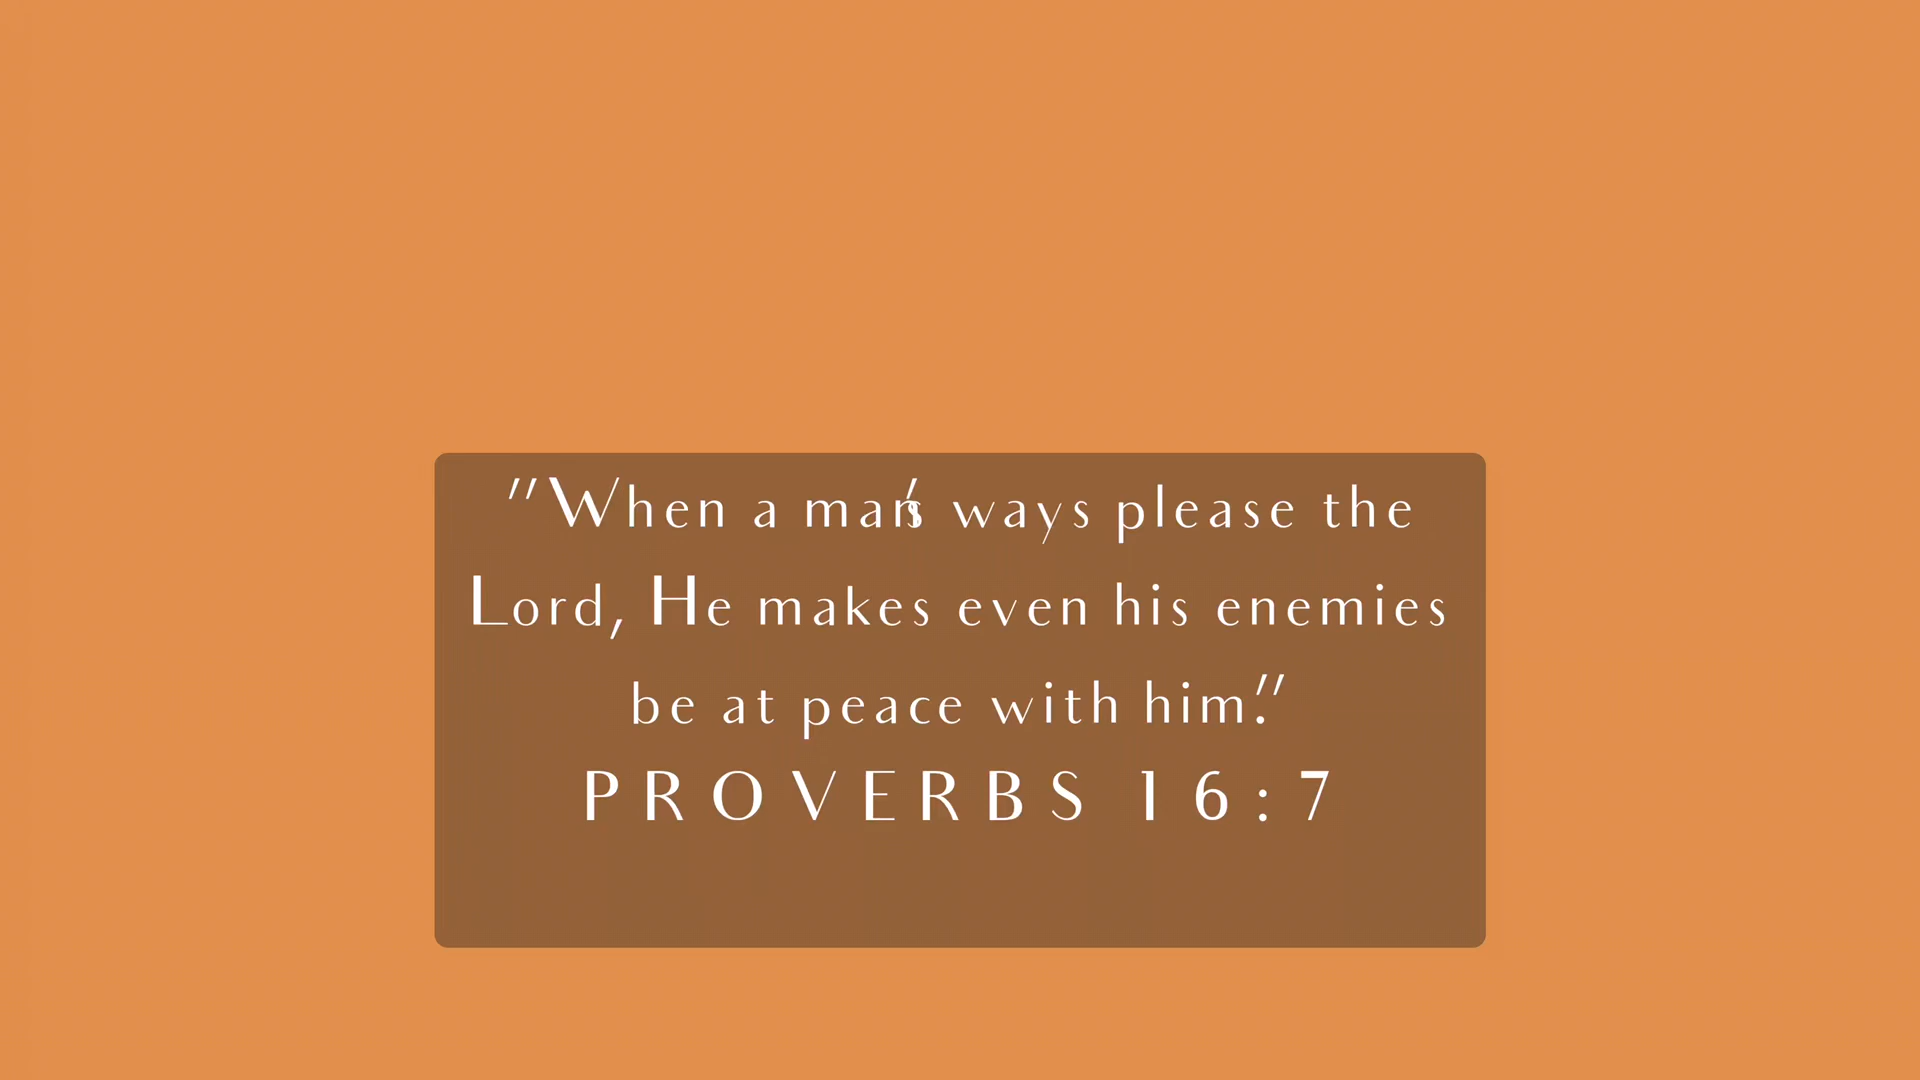 "When a man's ways please the
Lord, He makes even his enemies
be at peace with him."
PROVERBS 16:7